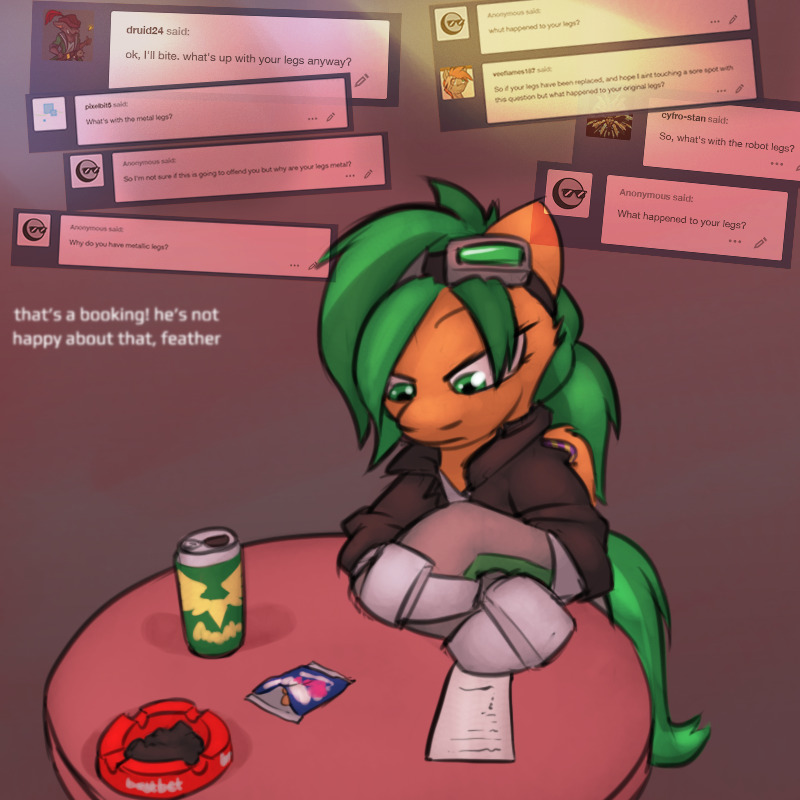 druid24 said:
ok, I'll bite. what's up with your legs anyway?
pixelbit5 said:
What's with the metal legs?
Anonymous said:
So I'm not sure if this is going to offend you but why are your legs metal?
Anonymous said:
Why do you have metallic legs?
Anonymous said:
what happened to your legs?
veeflames187 said:
So if your legs have been replaced, and hope I aint touching a sore spot with
this question but what happened to your original legs?
cyfro-stan said:
So, what's with the robot legs?
Anonymous said:
What happened to your legs?
that's a booking! he's not
happy about that, feather
bestbet